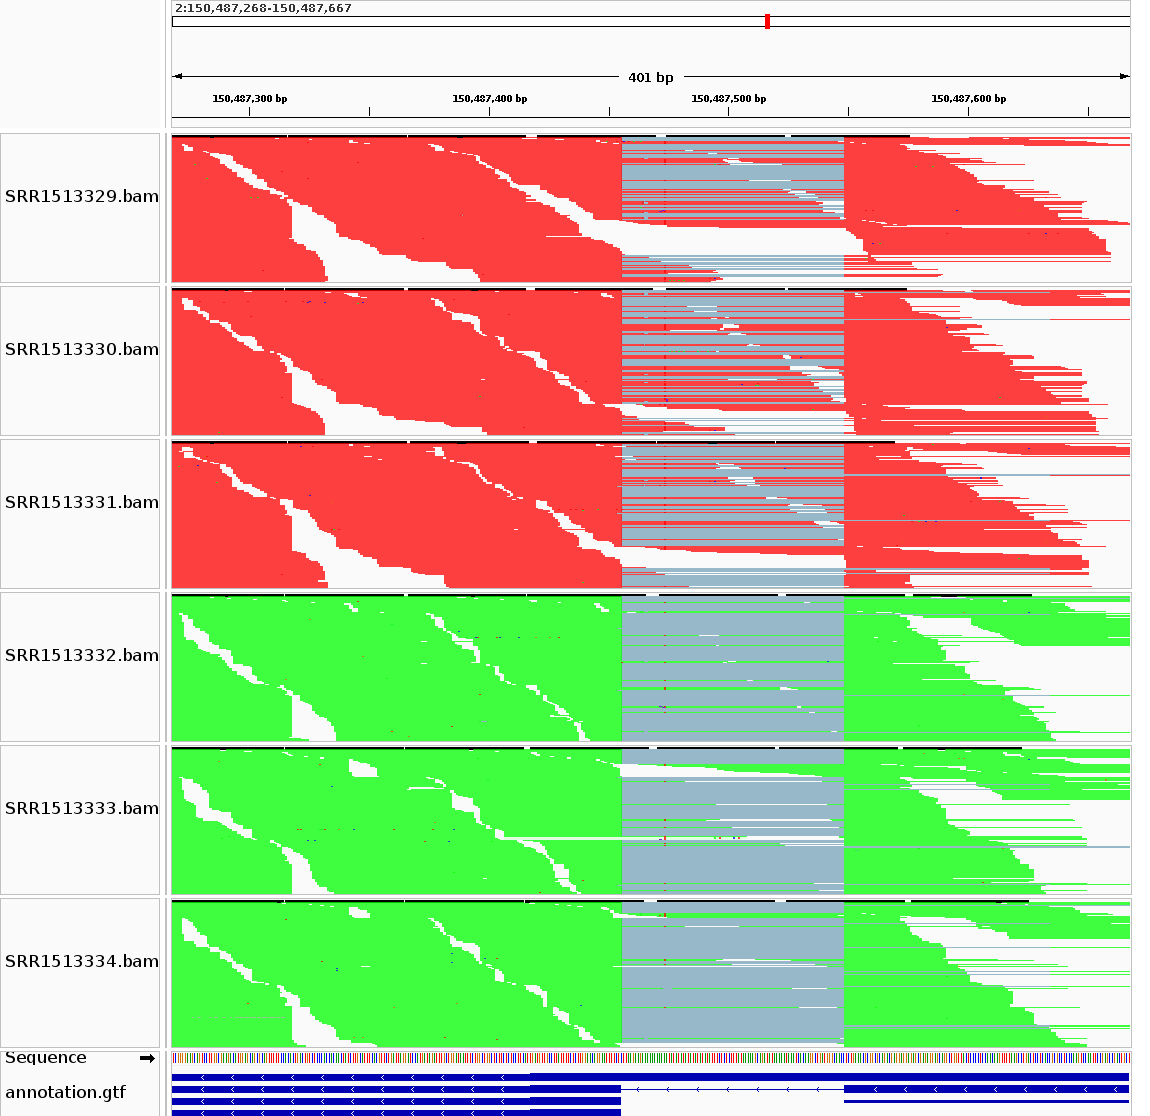 2:150,487,268-150,487,667
401 bp
150,487,300 bp 150,487,400 bp 150,487,500 bp 150,487,600 bp
SRR1513329.bam
SRR1513330.bam
SRR1513331.bam
SRR1513332.bam
SRR1513333.bam
SRR1513334.bam
Sequence
annotation.gtf